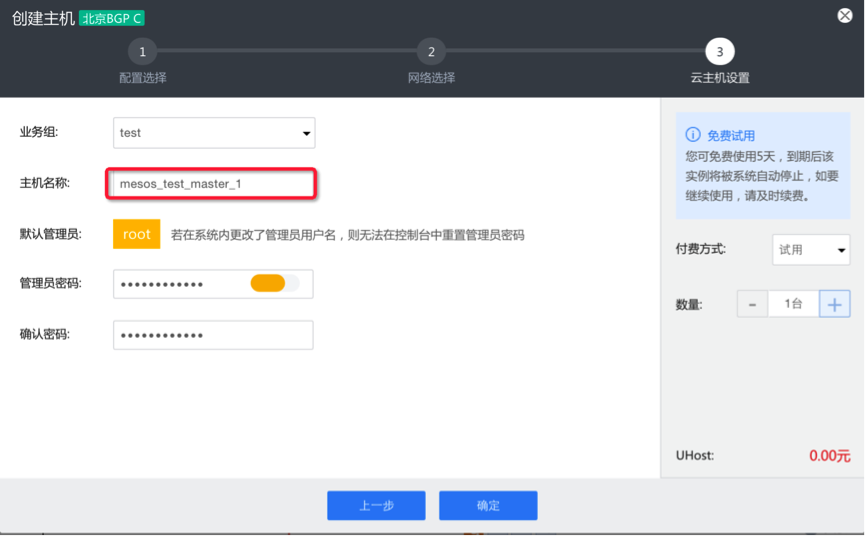 创建主机 北京BGP C
1 2 3
配置选择 网络选择 云主机设置
业务组: test
主机名称: mesos_test_master_1
默认管理员: root 若在系统内更改了管理员用户名，则无法在控制台中重置管理员密码
管理员密码: ••••••••••••
确认密码: ••••••••••••
免费试用
您可免费使用5天，到期后该
实例将被系统自动停止，如要
继续使用，请及时续费。
付费方式: 试用
数量: - 1台 +
UHost: 0.00元
上一步 确定